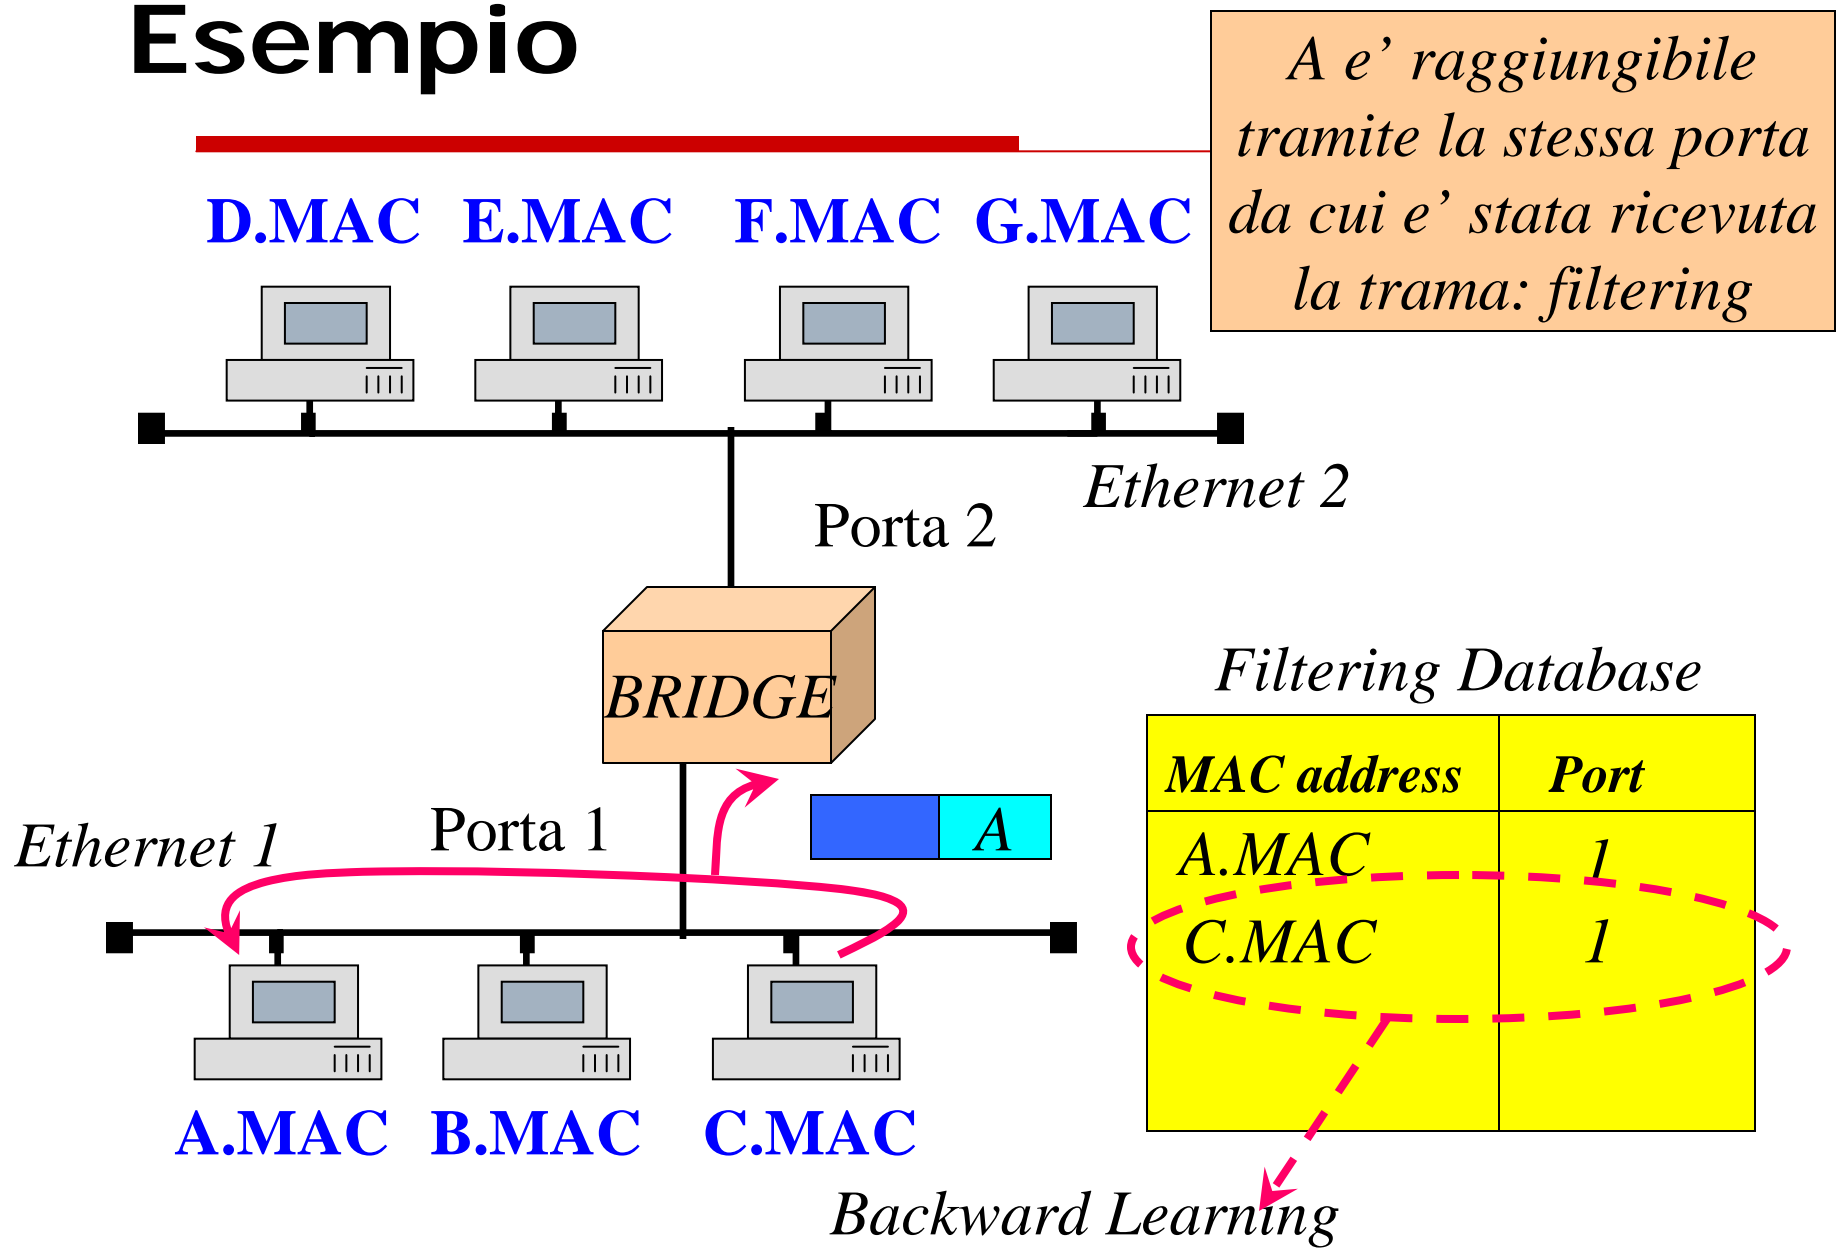 Esempio
A e’ raggiungibile
tramite la stessa porta
da cui e’ stata ricevuta
la trama: filtering
D.MAC E.MAC F.MAC G.MAC
Ethernet 2
Porta 2
BRIDGE
Filtering Database
MAC address Port
A.MAC 1
C.MAC 1
Porta 1
A
Ethernet 1
A.MAC B.MAC C.MAC
Backward Learning